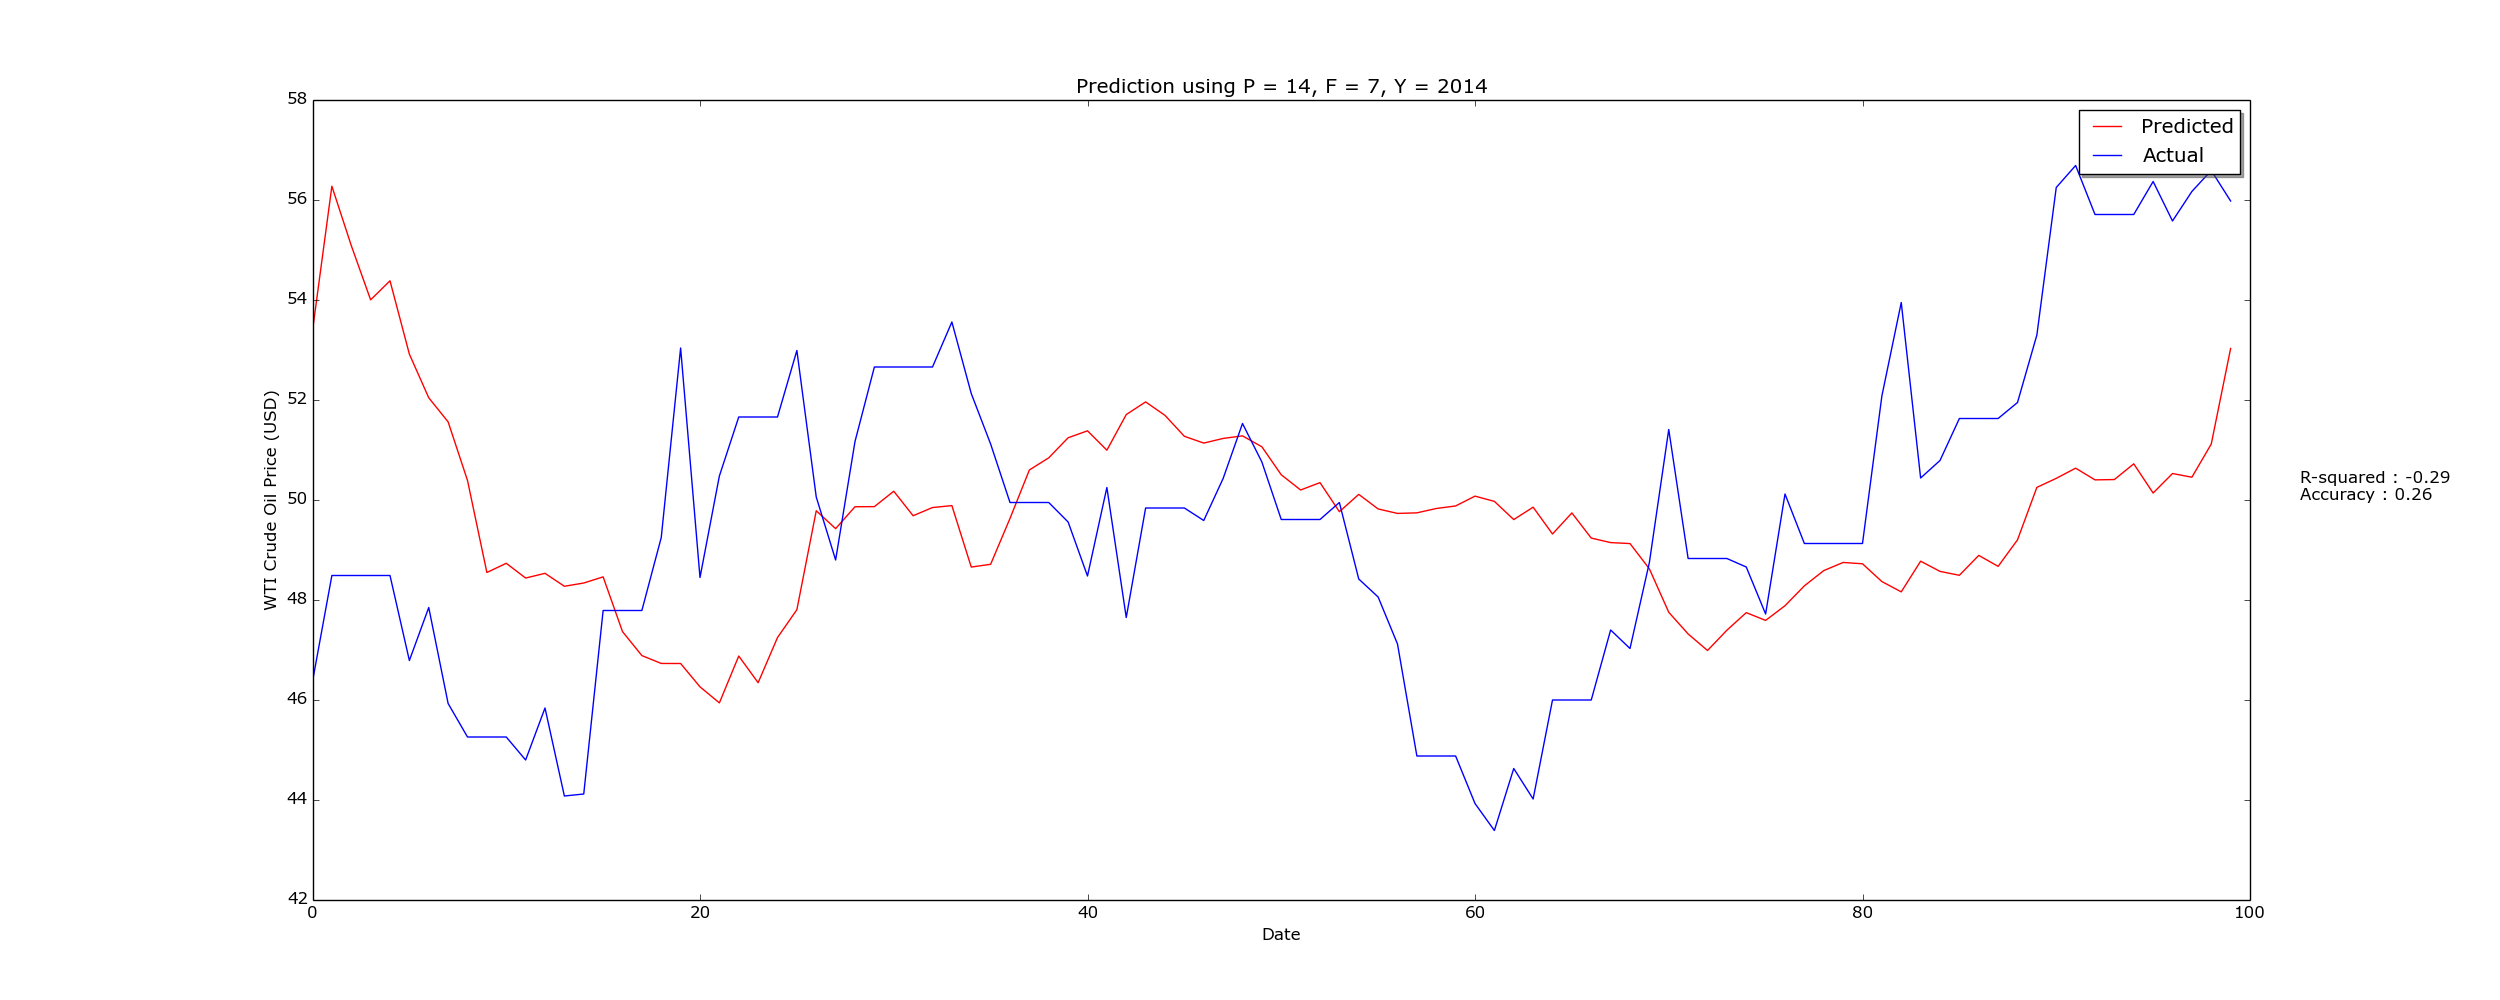 Prediction using P = 14, F = 7, Y = 2014
58
56
54
52
50
48
46
44
42
WTI Crude Oil Price (USD)
Predicted
Actual
R-squared : -0.29
Accuracy : 0.26
0 20 40 60 80 100
Date